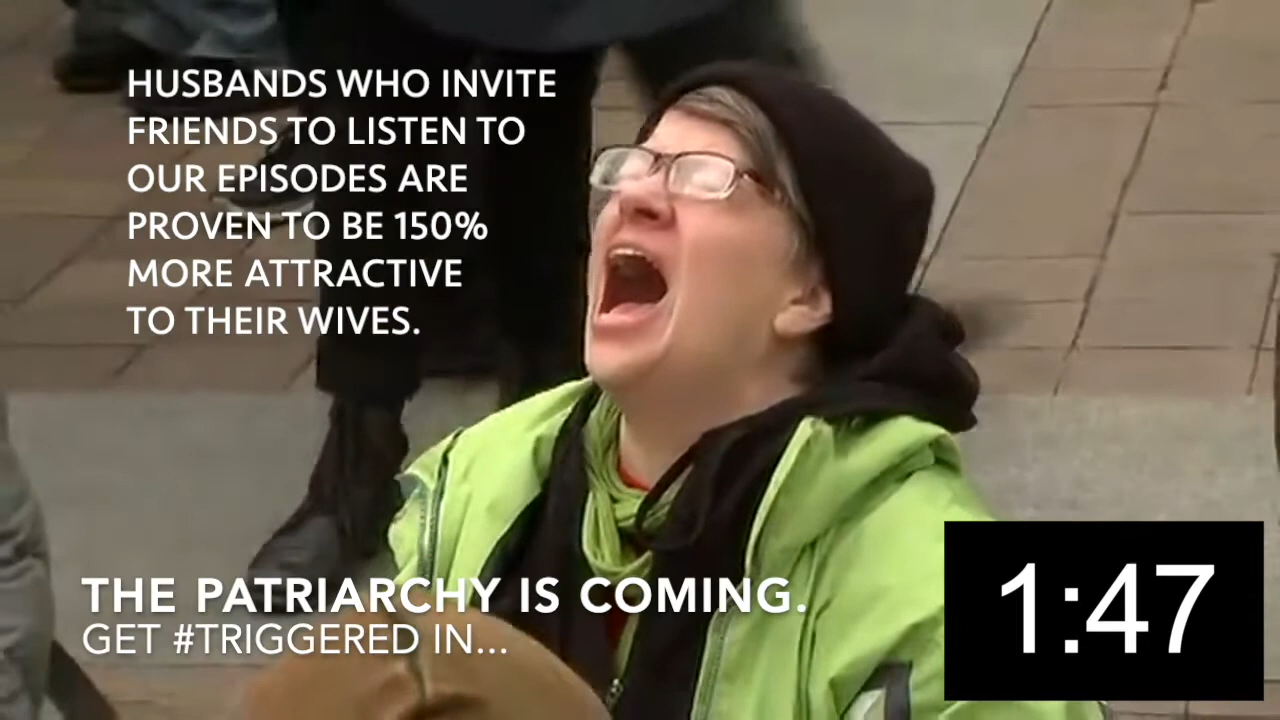 HUSBANDS WHO INVITE
FRIENDS TO LISTEN TO
OUR EPISODES ARE
PROVEN TO BE 150%
MORE ATTRACTIVE
TO THEIR WIVES.
THE PATRIARCHY IS COMING.
GET #TRIGGERED IN...
1:47